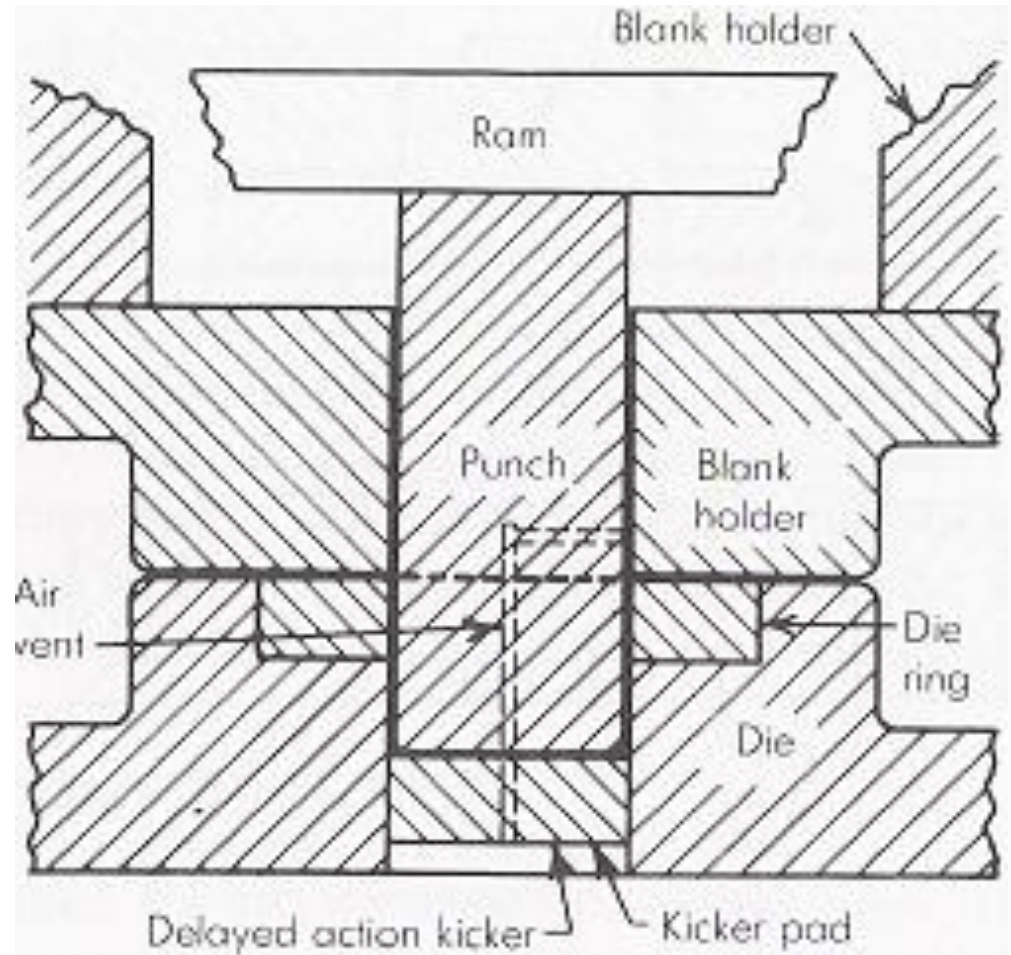 Blank holder
Ram
Punch
Blank
holder
Air
vent
Die
ring
Die
Delayed action kicker
Kicker pad